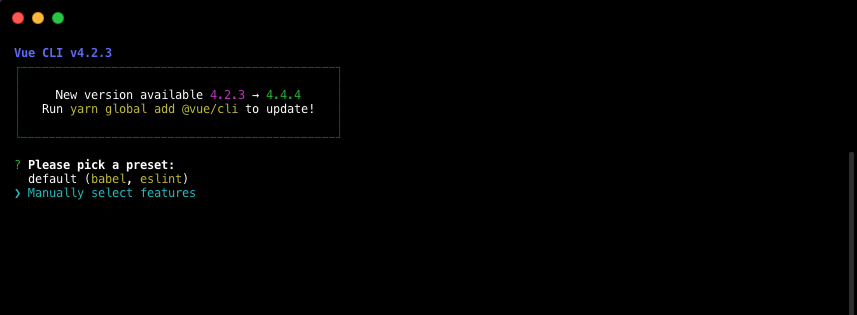 Vue CLI v4.2.3
New version available 4.2.3 → 4.4.4
Run yarn global add @vue/cli to update!
? Please pick a preset:
default (babel, eslint)
❯ Manually select features